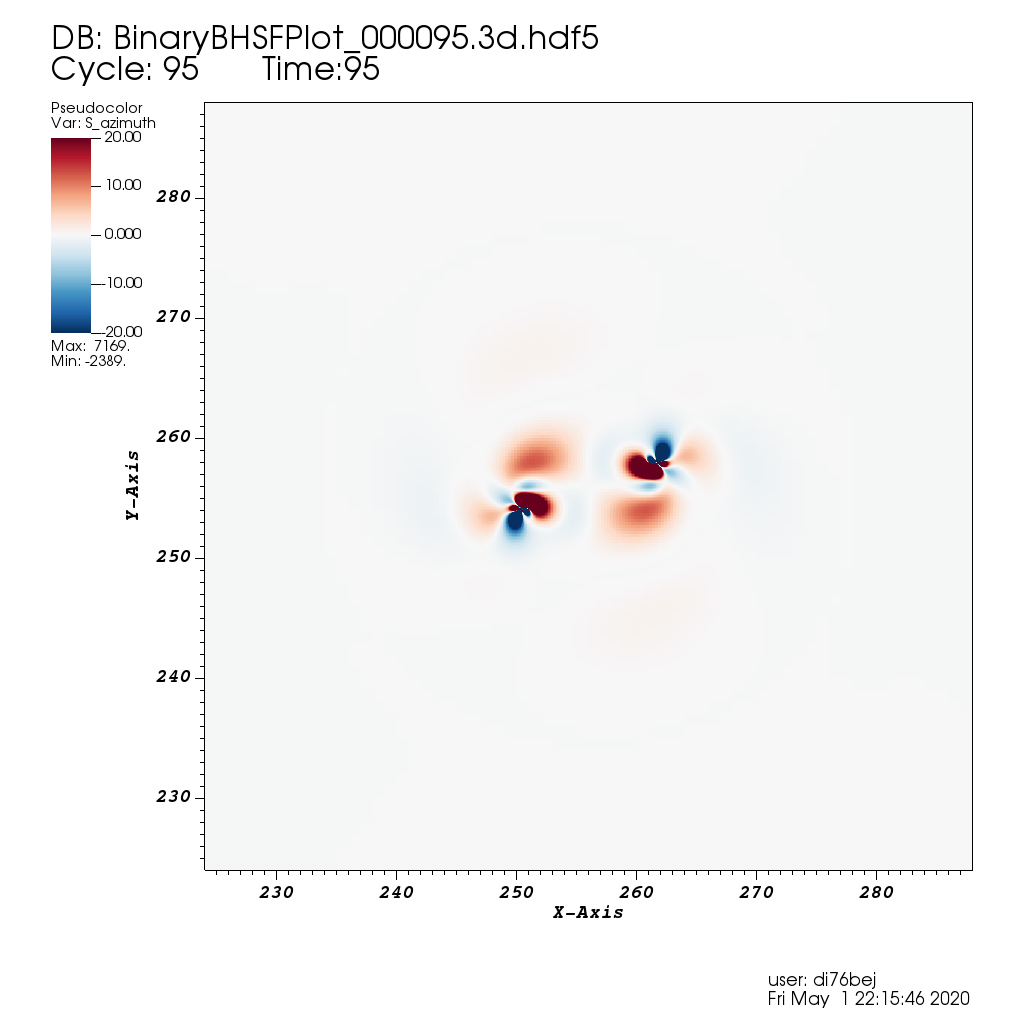 DB: BinaryBHSFPlot_000095.3d.hdf5
Cycle: 95 Time:95
Pseudocolor
Var: S_azimuth
20.00
10.00
0.000
-10.00
-20.00
Max: 7169.
Min: -2389.
280
270
260
250
240
230
Y-Axis
230 240 250 260 270 280
X-Axis
user: di76bej
Fri May 1 22:15:46 2020